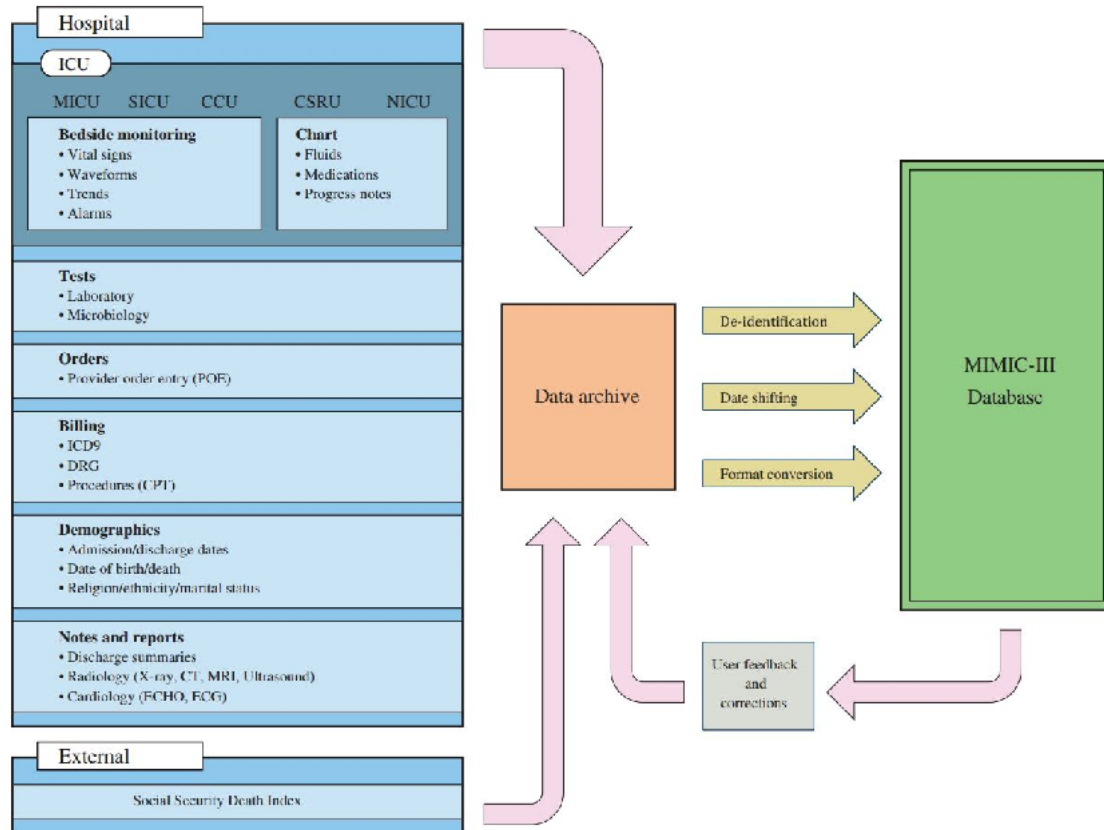 Hospital
ICU
MICU SICU CCU CSRU NICU
Bedside monitoring
• Vital signs
• Waveforms
• Trends
• Alarms
Chart
• Fluids
• Medications
• Progress notes
Tests
• Laboratory
• Microbiology
Orders
• Provider order entry (POE)
Billing
• ICD9
• DRG
• Procedures (CPT)
Demographics
• Admission/discharge dates
• Date of birth/death
• Religion/ethnicity/marital status
Notes and reports
• Discharge summaries
• Radiology (X-ray, CT, MRI, Ultrasound)
• Cardiology (ECHO, ECG)
External
Social Security Death Index
Data archive
De-identification
Date shifting
Format conversion
MIMIC-III
Database
User feedback
and
corrections